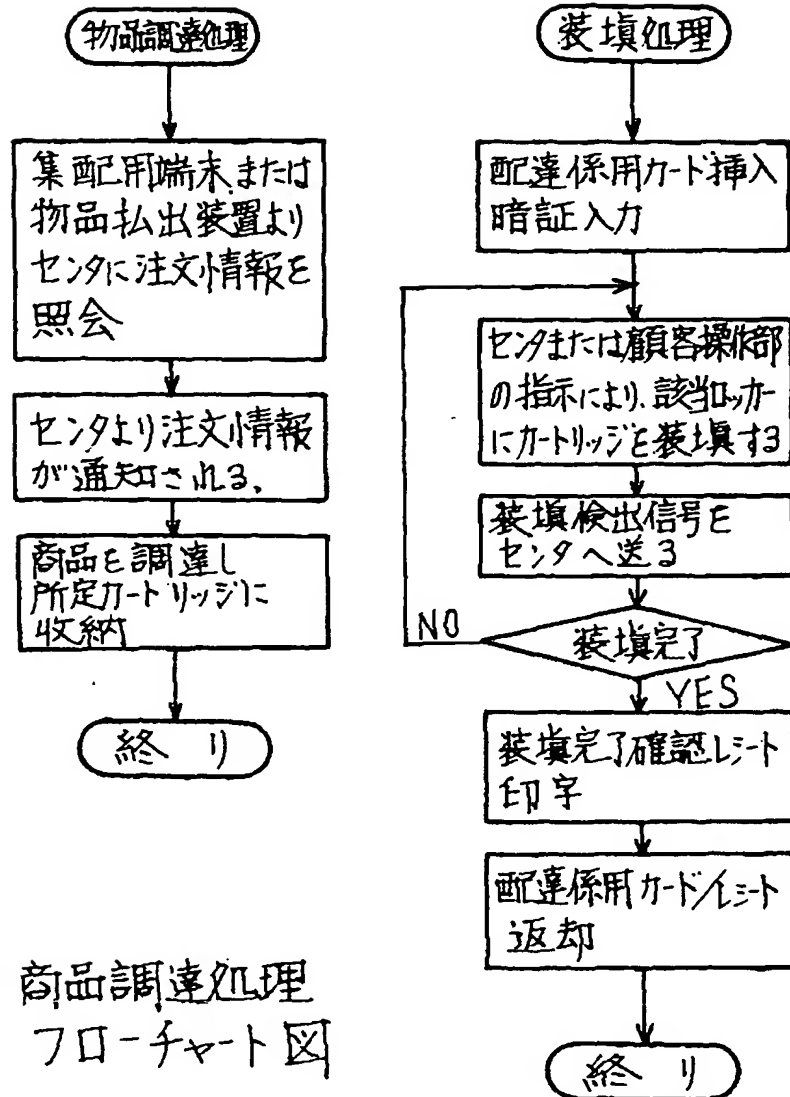 物品調達処理
集配用端末または
物品払出装置より
センタに注文情報を
照会
センタより注文情報
が通知される。
商品を調達し
所定カートリッジに
収納
終り
商品調達処理
フローチャート図
装填処理
配達係用カード挿入
暗証入力
センタまたは顧客操作部
の指示により、該当ロッカー
にカートリッジを装填する
装填検出信号を
センタへ送る
装填完了
NO
YES
装填完了確認レシート
印字
配達係用カード/レシート
返却
終り